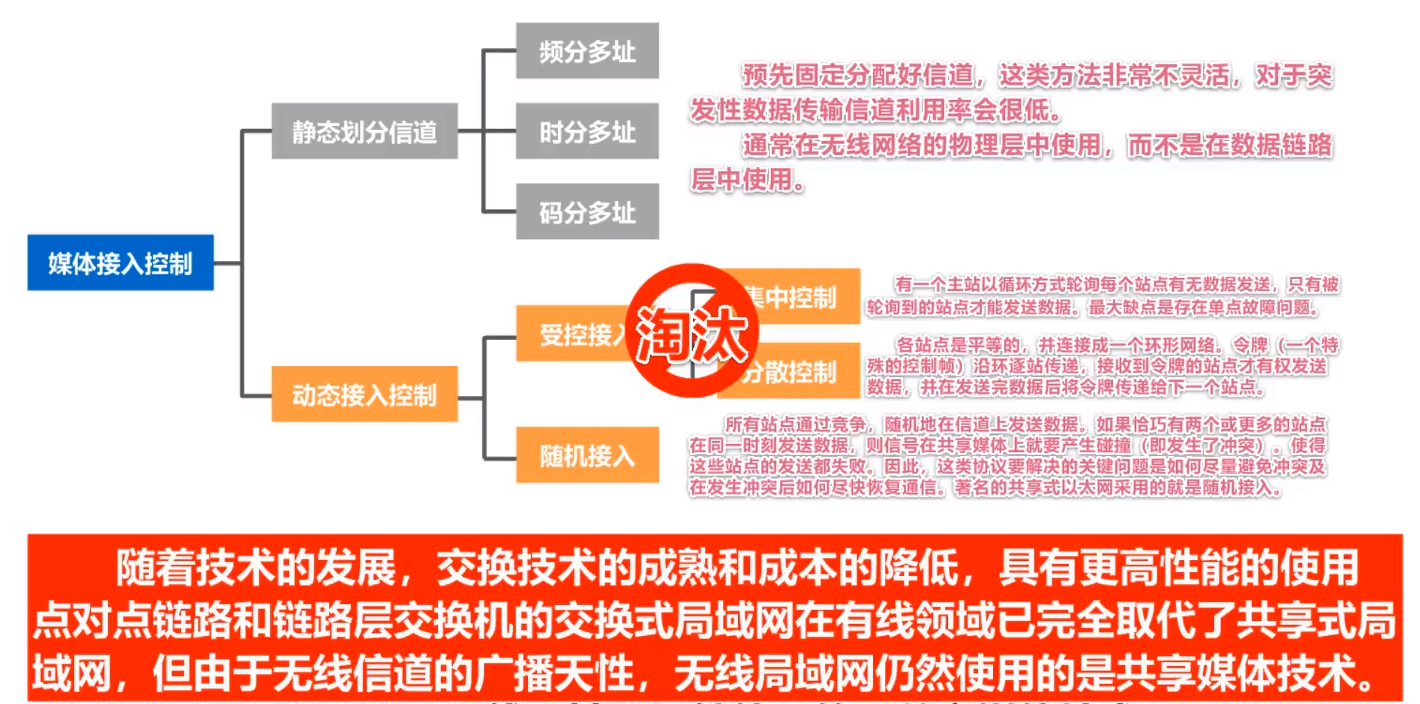 频分多址
静态划分信道
时分多址
码分多址
预先固定分配好信道，这类方法非常不灵活，对于突
发性数据传输信道利用率会很低。
通常在无线网络的物理层中使用，而不是在数据链路
层中使用。
媒体接入控制
动态接入控制
受控接入
淘汰
集中控制
有一个主站以循环方式轮询每个站点有无数据发送，只有被
轮询到的站点才能发送数据。最大缺点是存在单点故障问题。
分散控制
各站点是平等的，并连接成一个环形网络。令牌（一个特
殊的控制帧）沿环逐站传递，接收到令牌的站点才有权发送
数据，并在发送完数据后将令牌传递给下一个站点。
随机接入
所有站点通过竞争，随机地在信道上发送数据。如果恰巧有两个或更多的站点
在同一时刻发送数据，则信号在共享媒体上就要产生碰撞（即发生了冲突）。使得
这些站点的发送都失败。因此，这类协议要解决的关键问题是如何尽量避免冲突及
在发生冲突后如何尽快恢复通信。著名的共享式以太网采用的就是随机接入。
随着技术的发展，交换技术的成熟和成本的降低，具有更高性能的使用
点对点链路和链路层交换机的交换式局域网在有线领域已完全取代了共享式局
域网，但由于无线信道的广播天性，无线局域网仍然使用的是共享媒体技术。